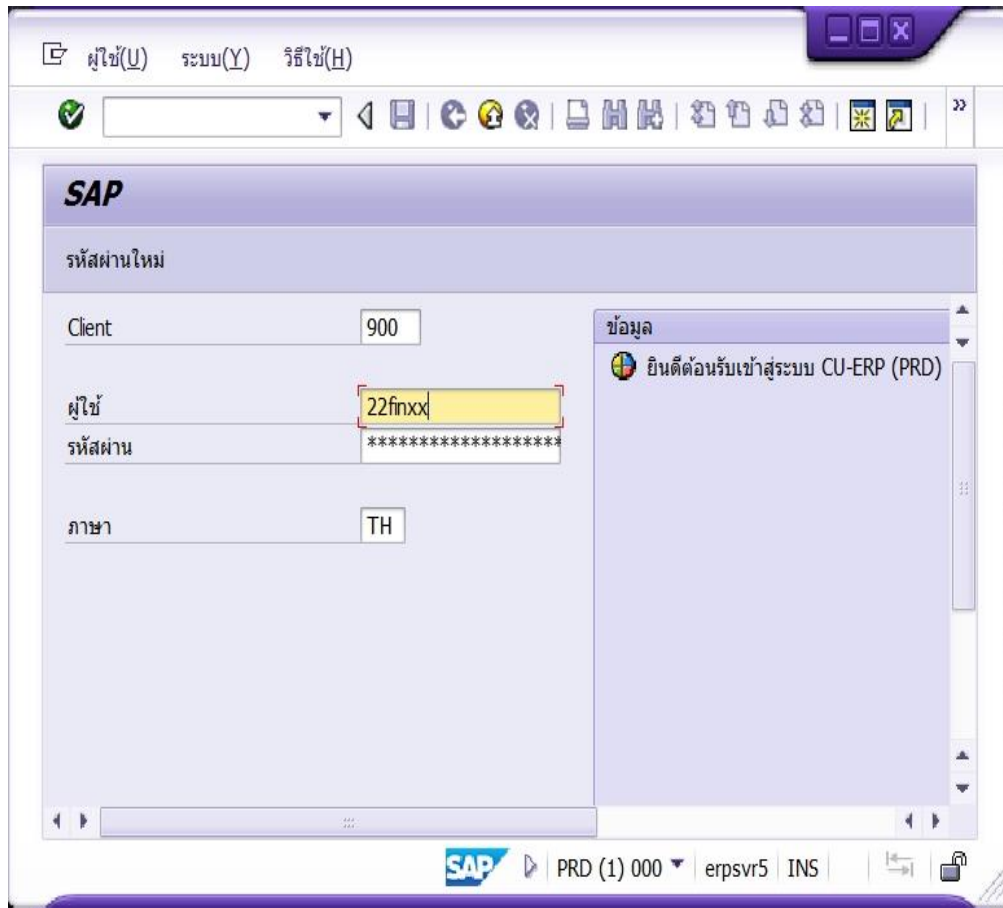 ผู้ใช้(U) ระบบ(Y) วิธีใช้(H)
SAP
รหัสผ่านใหม่
Client 900
ข้อมูล
ยินดีต้อนรับเข้าสู่ระบบ CU-ERP (PRD)
ผู้ใช้ 22finxx
รหัสผ่าน *******************
ภาษา TH
SAP PRD (1) 000 erpsvr5 INS